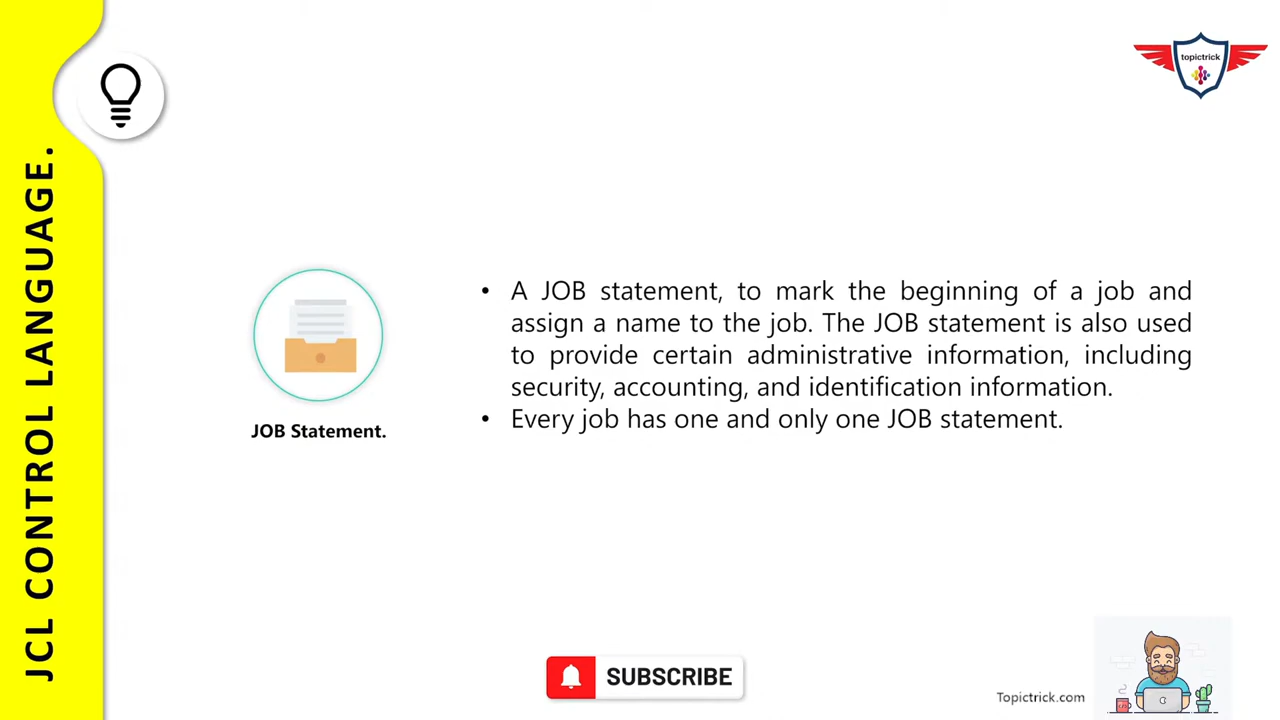 JCL CONTROL LANGUAGE.
topictrick
• A JOB statement, to mark the beginning of a job and
assign a name to the job. The JOB statement is also used
to provide certain administrative information, including
security, accounting, and identification information.
• Every job has one and only one JOB statement.
JOB Statement.
SUBSCRIBE
Topictrick.com